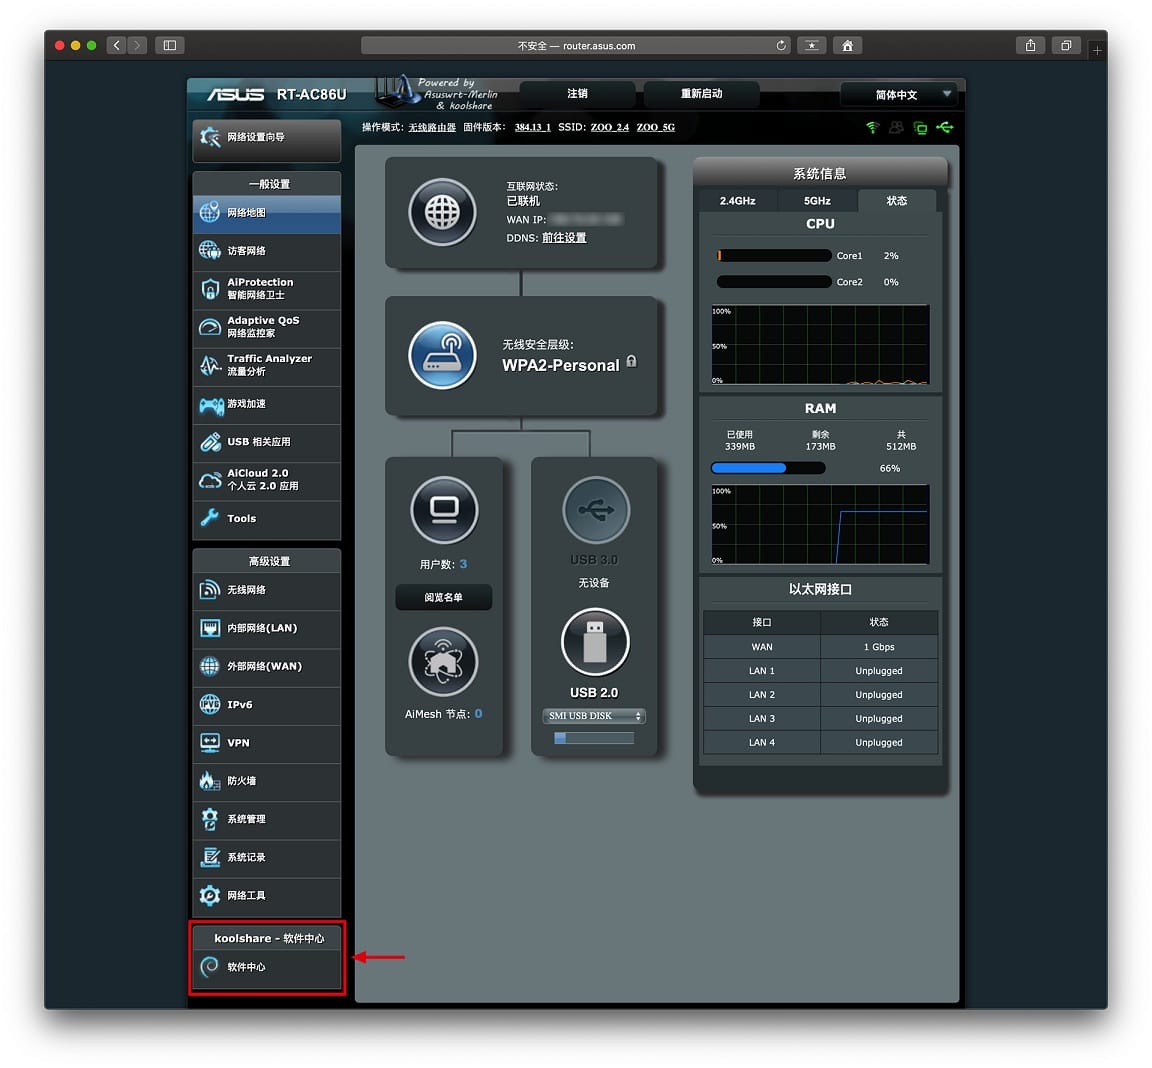 不安全 — router.asus.com
ASUS RT-AC86U
Powered by
Asuswrt-Merlin
& koolshare
注销
重新启动
简体中文
操作模式: 无线路由器 固件版本: 384.13_1 SSID: ZOO_2.4 ZOO_5G
网络设置向导
一般设置
网络地图
访客网络
AiProtection
智能网络卫士
Adaptive QoS
网络监控家
Traffic Analyzer
流量分析
游戏加速
USB 相关应用
AiCloud 2.0
个人云 2.0 应用
Tools
高级设置
无线网络
内部网络(LAN)
外部网络(WAN)
IPv6
VPN
防火墙
系统管理
系统记录
网络工具
koolshare - 软件中心
软件中心
互联网状态:
已联机
WAN IP:
DDNS: 前往设置
无线安全层级:
WPA2-Personal
用户数: 3
阅览名单
AiMesh 节点: 0
USB 3.0
无设备
USB 2.0
SMI USB DISK
系统信息
2.4GHz 5GHz 状态
CPU
Core1 2%
Core2 0%
100%
50%
0%
RAM
已使用 剩余 共
339MB 173MB 512MB
66%
100%
50%
0%
以太网接口
接口 状态
WAN 1 Gbps
LAN 1 Unplugged
LAN 2 Unplugged
LAN 3 Unplugged
LAN 4 Unplugged